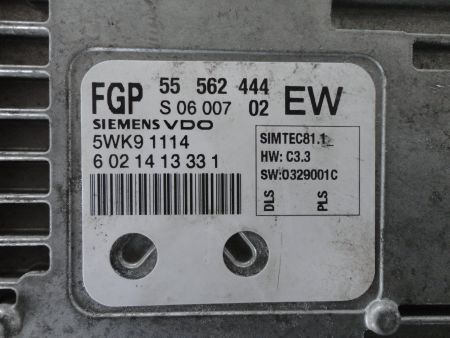 FGP 55 562 444 EW
S 06 007 02
SIEMENS VDO
5WK9 1114
6 02 14 13 33 1
SIMTEC81.1
HW: C3.3
SW:0329001C
DLS PLS